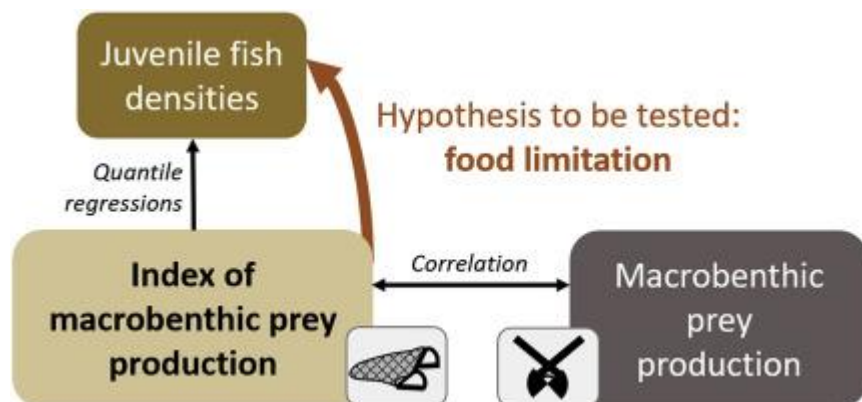 Juvenile fish
densities
Hypothesis to be tested:
food limitation
Quantile
regressions
Index of
macrobenthic prey
production
Correlation
Macrobenthic
prey
production